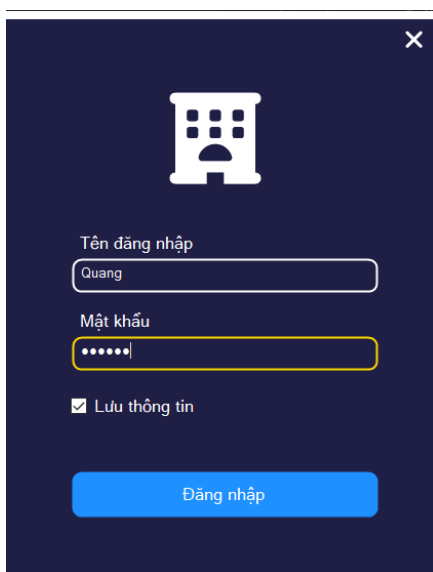 Tên đăng nhập
Quang
Mật khẩu
••••••
Lưu thông tin
Đăng nhập